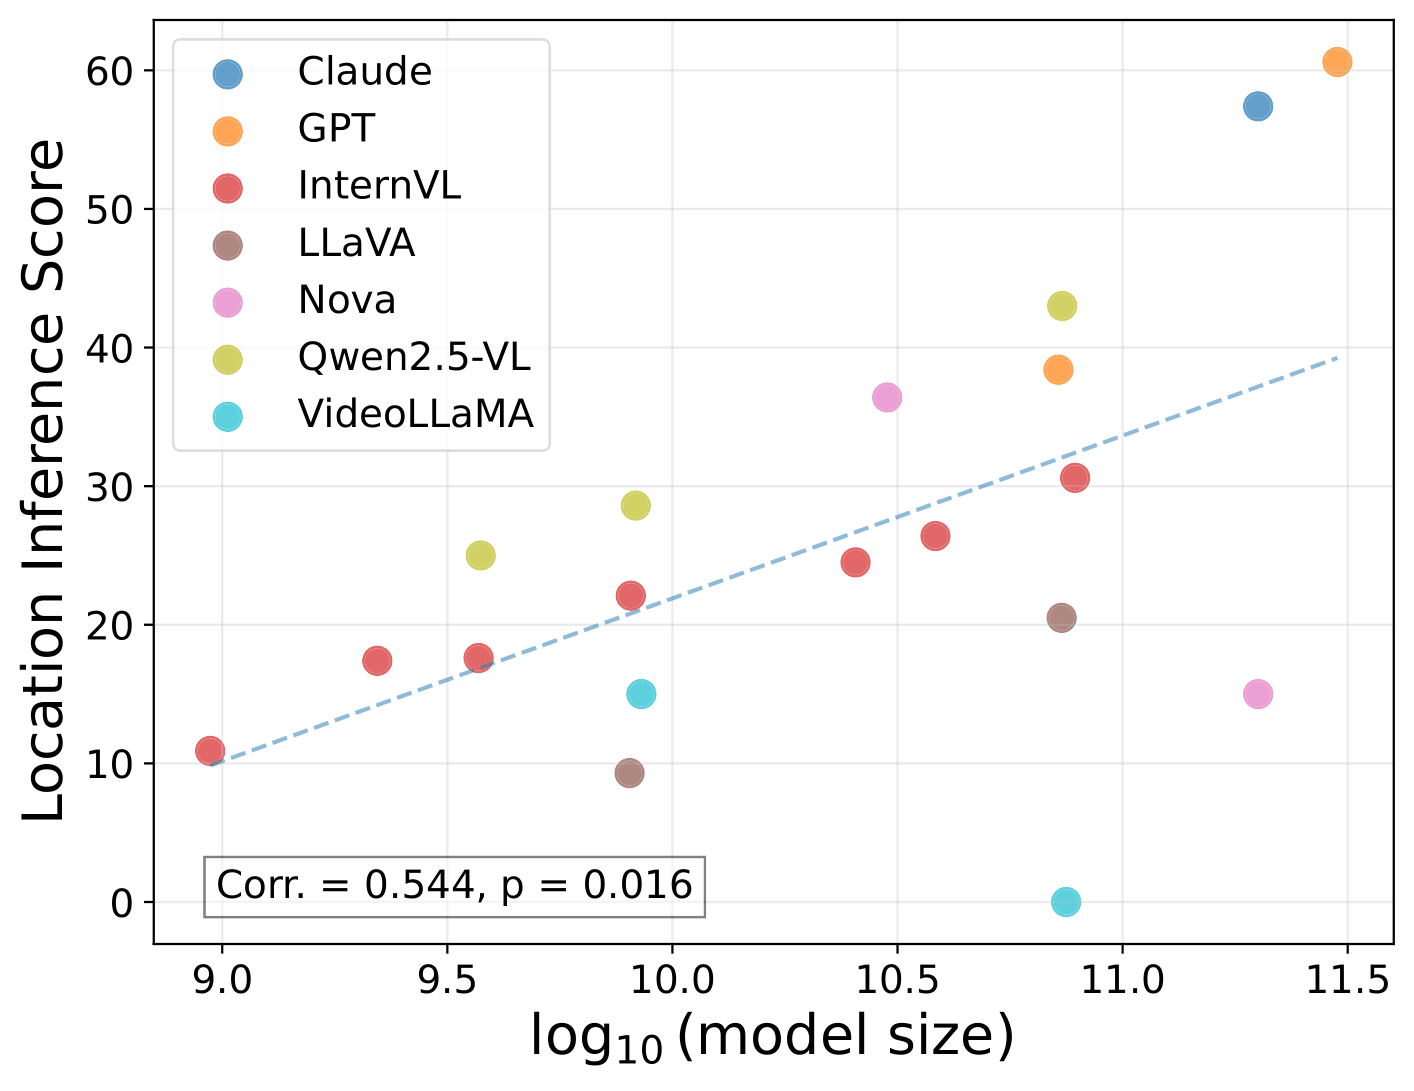 Claude
GPT
InternVL
LLaVA
Nova
Qwen2.5-VL
VideoLLaMA
60
50
40
30
20
10
0
Location Inference Score
Corr. = 0.544, p = 0.016
9.0 9.5 10.0 10.5 11.0 11.5
log₁₀(model size)